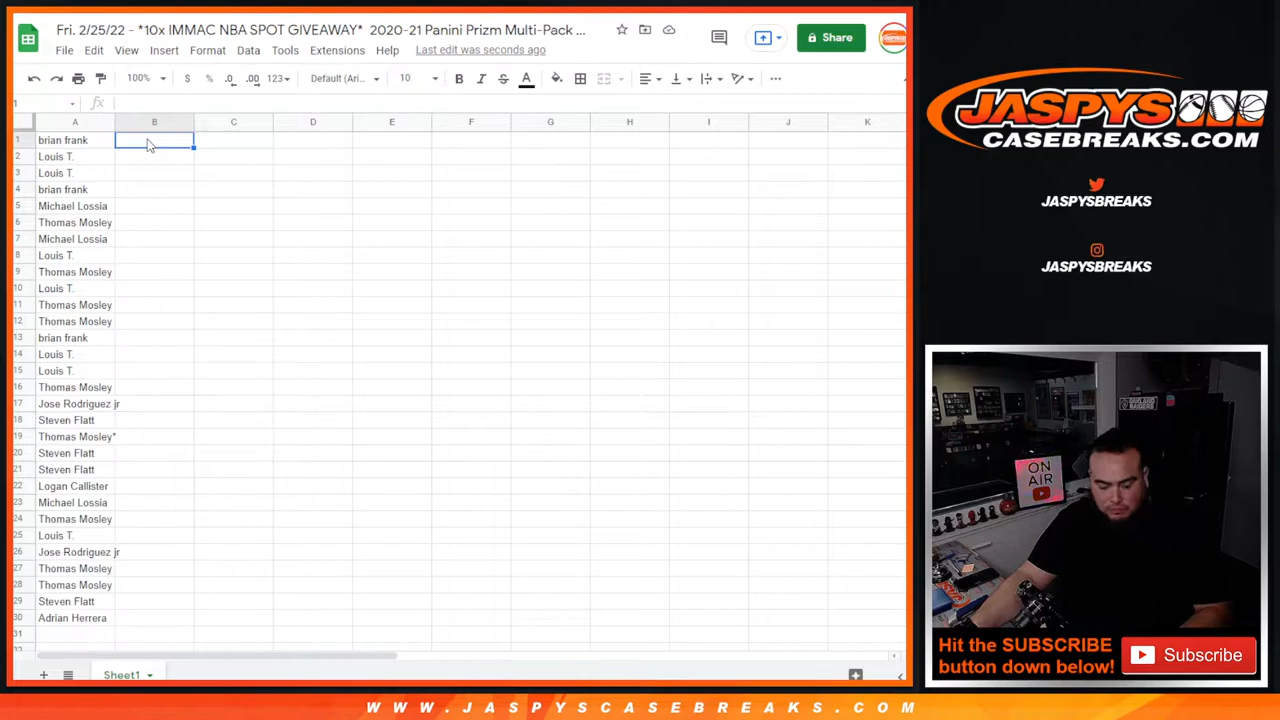 Fri. 2/25/22 - *10x IMMAC NBA SPOT GIVEAWAY* 2020-21 Panini Prizm Multi-Pack ...
Share
File Edit View Insert Format Data Tools Extensions Help Last edit was seconds ago
100% $ % .0 .00 123 Default (Ari... 10 B I S A
1 fx
A B C D E F G H I J K
1 brian frank
2 Louis T.
3 Louis T.
4 brian frank
5 Michael Lossia
6 Thomas Mosley
7 Michael Lossia
8 Louis T.
9 Thomas Mosley
10 Louis T.
11 Thomas Mosley
12 Thomas Mosley
13 brian frank
14 Louis T.
15 Louis T.
16 Thomas Mosley
17 Jose Rodriguez jr
18 Steven Flatt
19 Thomas Mosley*
20 Steven Flatt
21 Steven Flatt
22 Logan Callister
23 Michael Lossia
24 Thomas Mosley
25 Louis T.
26 Jose Rodriguez jr
27 Thomas Mosley
28 Thomas Mosley
29 Steven Flatt
30 Adrian Herrera
31
Sheet1
JASPYS
CASEBREAKS.COM
JASPYSBREAKS
JASPYSBREAKS
OAKLAND
RAIDERS
ON
AIR
Hit the SUBSCRIBE
button down below!
Subscribe
WWW.JASPYSCASEBREAKS.COM